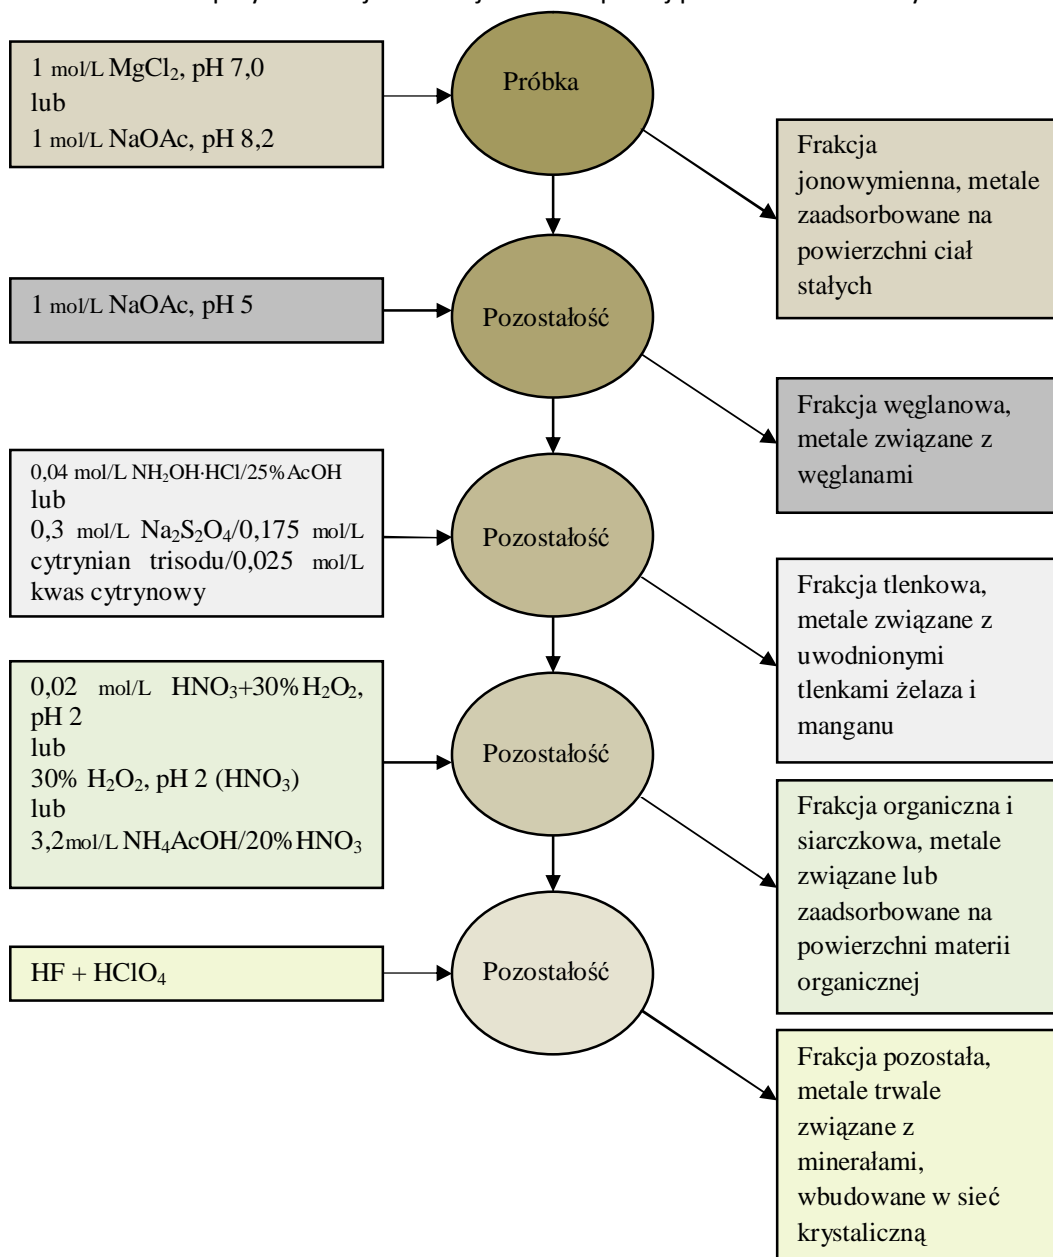 1 mol/L MgCl₂, pH 7,0
lub
1 mol/L NaOAc, pH 8,2
Próbka
Frakcja
jonowymienna, metale
zaadsorbowane na
powierzchni ciał
stałych
1 mol/L NaOAc, pH 5
Pozostałość
Frakcja węglanowa,
metale związane z
węglanami
0,04 mol/L NH₂OH·HCl/25%AcOH
lub
0,3 mol/L Na₂S₂O₄/0,175 mol/L
cytrynian trisodu/0,025 mol/L
kwas cytrynowy
Pozostałość
Frakcja tlenkowa,
metale związane z
uwodnionymi
tlenkami żelaza i
manganu
0,02 mol/L HNO₃+30%H₂O₂,
pH 2
lub
30% H₂O₂, pH 2 (HNO₃)
lub
3,2mol/L NH₄AcOH/20%HNO₃
Pozostałość
Frakcja organiczna i
siarczkowa, metale
związane lub
zaadsorbowane na
powierzchni materii
organicznej
HF + HClO₄
Pozostałość
Frakcja pozostała,
metale trwale
związane z
minerałami,
wbudowane w sieć
krystaliczną